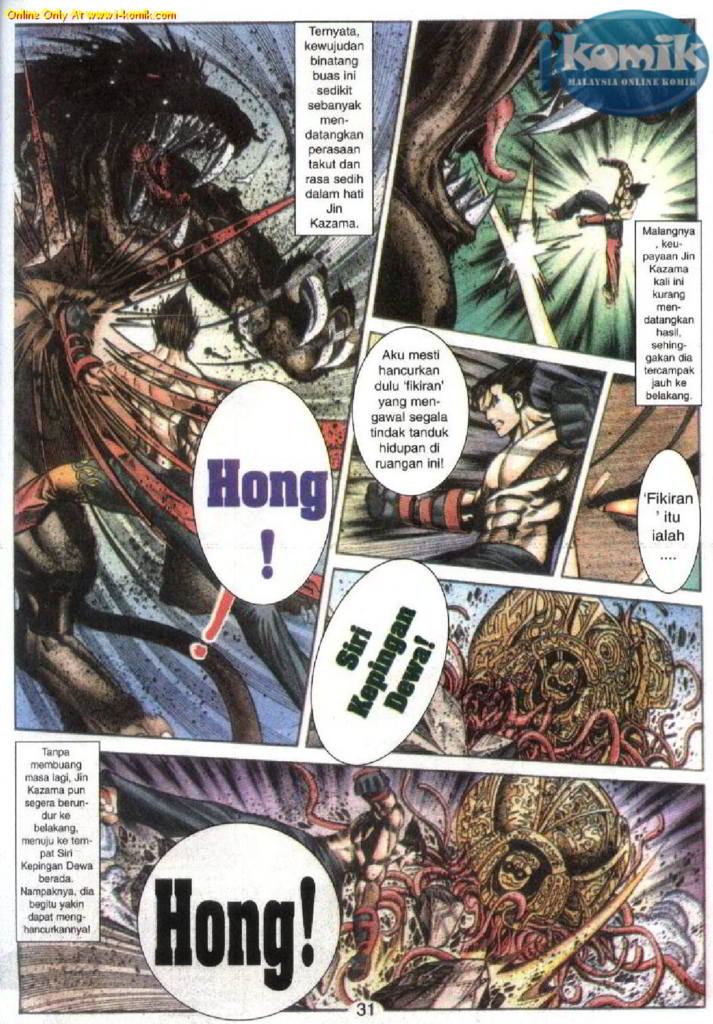 Online Only At www.i-komik.com
ikomik
MALAYSIA ONLINE KOMIK
Ternyata,
kewujudan
binatang
buas ini
sedikit
sebanyak
men-
datangkan
perasaan
takut dan
rasa sedih
dalam hati
Jin
Kazama.
Malangnya
, keu-
payaan Jin
Kazama
kali ini
kurang
men-
datangkan
hasil,
sehing-
gakan dia
tercampak
jauh ke
belakang.
Hong
!
Aku mesti
hancurkan
dulu 'fikiran'
yang men-
gawal segala
tindak tanduk
hidupan di
ruangan ini!
'Fikiran
' itu
ialah
....
Siri
Kepingan
Dewa!
Tanpa
membuang
masa lagi, Jin
Kazama pun
segera berun-
dur ke
belakang,
menuju ke tem-
pat Siri
Kepingan Dewa
berada.
Nampaknya, dia
begitu yakin
dapat meng-
hancurkannya!
Hong!
31